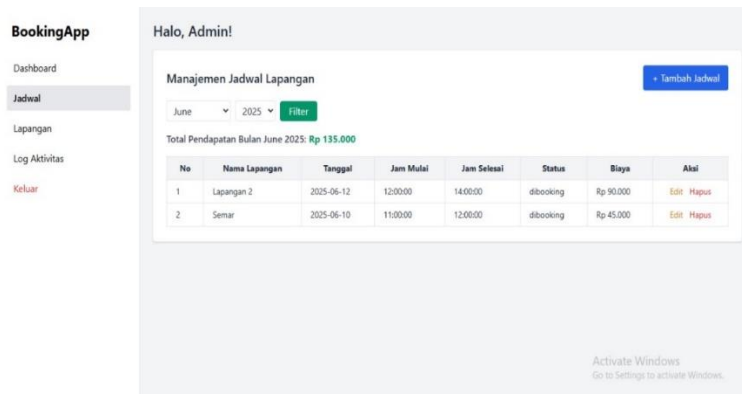 BookingApp
Dashboard
Jadwal
Lapangan
Log Aktivitas
Keluar
Halo, Admin!
Manajemen Jadwal Lapangan
+ Tambah Jadwal
June 2025 Filter
Total Pendapatan Bulan June 2025: Rp 135.000
No Nama Lapangan Tanggal Jam Mulai Jam Selesai Status Biaya Aksi
1 Lapangan 2 2025-06-12 12:00:00 14:00:00 dibooking Rp 90.000 Edit Hapus
2 Semar 2025-06-10 11:00:00 12:00:00 dibooking Rp 45.000 Edit Hapus
Activate Windows
Go to Settings to activate Windows.